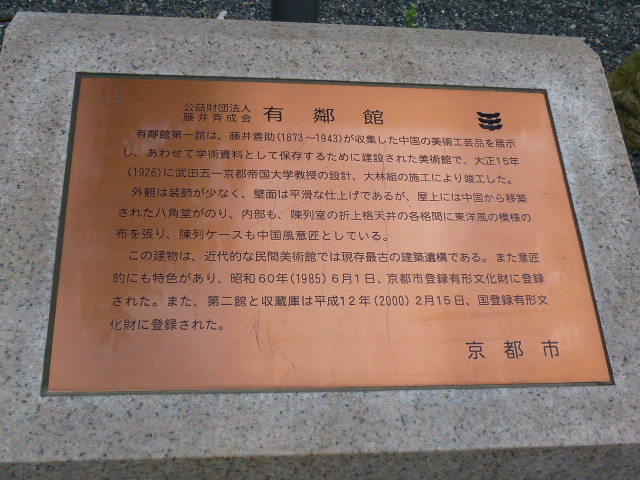 公益財団法人
藤井斉成会 有鄰館
有鄰館第一館は、藤井善助(1873〜1943)が収集した中国の美術工芸品を展示
し、あわせて学術資料として保存するために建設された美術館で、大正15年
(1926)に武田五一京都帝国大学教授の設計、大林組の施工により竣工した。
外観は装飾が少なく、壁面は平滑な仕上げであるが、屋上には中国から移築
された八角堂がのり、内部も、陳列室の折上格天井の各格間に東洋風の模様の
布を張り、陳列ケースも中国風意匠としている。
この建物は、近代的な民間美術館では現存最古の建築遺構である。また意匠
的にも特色があり、昭和60年(1985)6月1日、京都市登録有形文化財に登録
された。また、第二館と収蔵庫は平成12年(2000)2月15日、国登録有形文
化財に登録された。
京都市